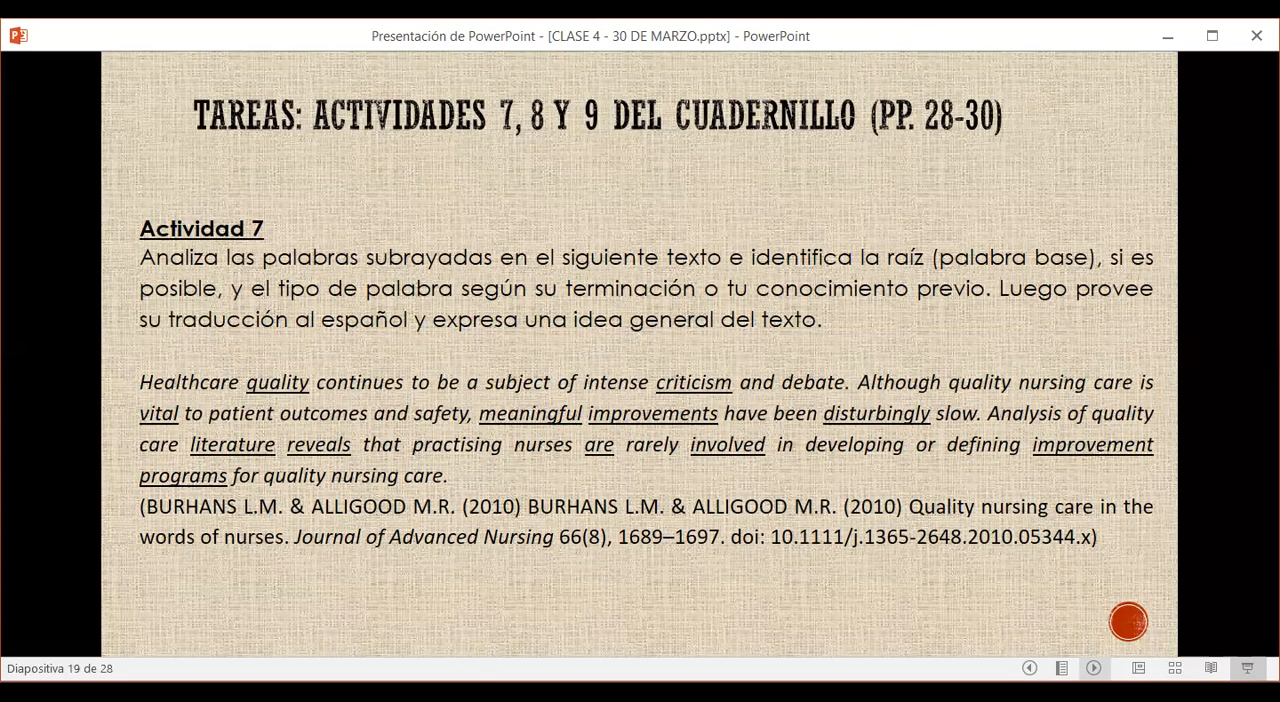 Presentación de PowerPoint - [CLASE 4 - 30 DE MARZO.pptx] - PowerPoint
TAREAS: ACTIVIDADES 7, 8 Y 9 DEL CUADERNILLO (PP. 28-30)
Actividad 7
Analiza las palabras subrayadas en el siguiente texto e identifica la raíz (palabra base), si es
posible, y el tipo de palabra según su terminación o tu conocimiento previo. Luego provee
su traducción al español y expresa una idea general del texto.
Healthcare quality continues to be a subject of intense criticism and debate. Although quality nursing care is
vital to patient outcomes and safety, meaningful improvements have been disturbingly slow. Analysis of quality
care literature reveals that practising nurses are rarely involved in developing or defining improvement
programs for quality nursing care.
(BURHANS L.M. & ALLIGOOD M.R. (2010) BURHANS L.M. & ALLIGOOD M.R. (2010) Quality nursing care in the
words of nurses. Journal of Advanced Nursing 66(8), 1689–1697. doi: 10.1111/j.1365-2648.2010.05344.x)
Diapositiva 19 de 28